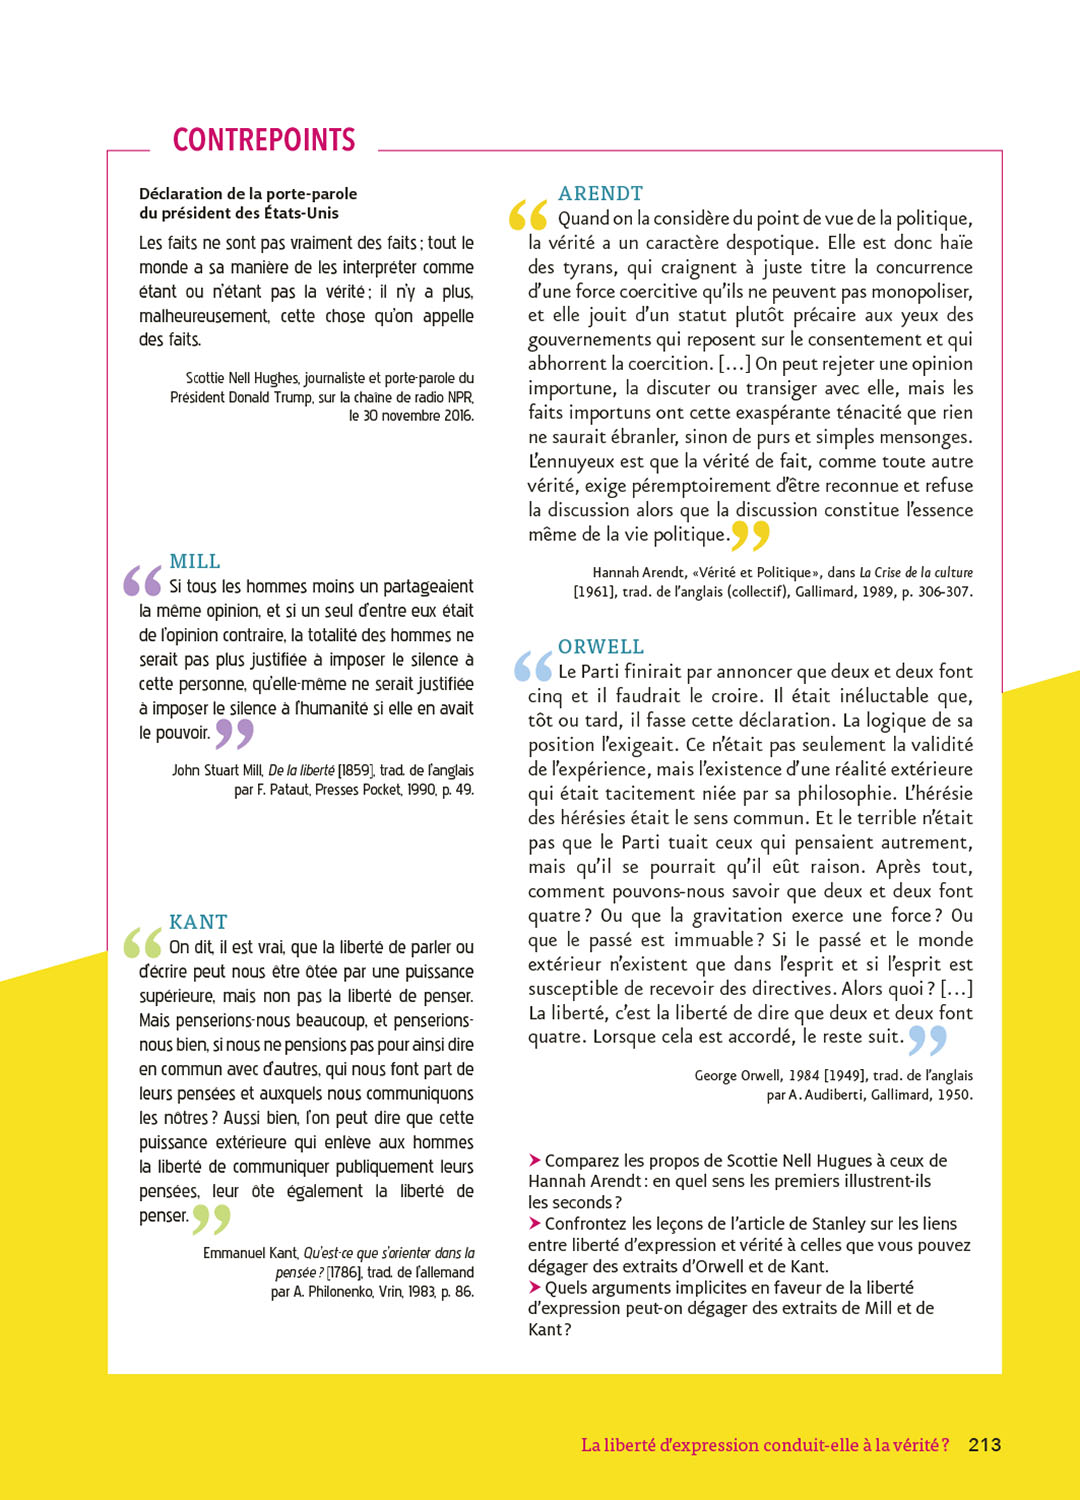 CONTREPOINTS
Déclaration de la porte-parole
du président des États-Unis
Les faits ne sont pas vraiment des faits ; tout le
monde a sa manière de les interpréter comme
étant ou n'étant pas la vérité ; il n'y a plus,
malheureusement, cette chose qu'on appelle
des faits.
Scottie Nell Hughes, journaliste et porte-parole du
Président Donald Trump, sur la chaîne de radio NPR,
le 30 novembre 2016.
MILL
“ Si tous les hommes moins un partageaient
la même opinion, et si un seul d'entre eux était
de l'opinion contraire, la totalité des hommes ne
serait pas plus justifiée à imposer le silence à
cette personne, qu'elle-même ne serait justifiée
à imposer le silence à l'humanité si elle en avait
le pouvoir. ”
John Stuart Mill, De la liberté [1859], trad. de l'anglais
par F. Pataut, Presses Pocket, 1990, p. 49.
KANT
“ On dit, il est vrai, que la liberté de parler ou
d'écrire peut nous être ôtée par une puissance
supérieure, mais non pas la liberté de penser.
Mais penserions-nous beaucoup, et penserions-
nous bien, si nous ne pensions pas pour ainsi dire
en commun avec d'autres, qui nous font part de
leurs pensées et auxquels nous communiquons
les nôtres ? Aussi bien, l'on peut dire que cette
puissance extérieure qui enlève aux hommes
la liberté de communiquer publiquement leurs
pensées, leur ôte également la liberté de
penser. ”
Emmanuel Kant, Qu'est-ce que s'orienter dans la
pensée ? [1786], trad. de l'allemand
par A. Philonenko, Vrin, 1983, p. 86.
ARENDT
“ Quand on la considère du point de vue de la politique,
la vérité a un caractère despotique. Elle est donc haïe
des tyrans, qui craignent à juste titre la concurrence
d'une force coercitive qu'ils ne peuvent pas monopoliser,
et elle jouit d'un statut plutôt précaire aux yeux des
gouvernements qui reposent sur le consentement et qui
abhorrent la coercition. […] On peut rejeter une opinion
importune, la discuter ou transiger avec elle, mais les
faits importuns ont cette exaspérante ténacité que rien
ne saurait ébranler, sinon de purs et simples mensonges.
L'ennuyeux est que la vérité de fait, comme toute autre
vérité, exige péremptoirement d'être reconnue et refuse
la discussion alors que la discussion constitue l'essence
même de la vie politique. ”
Hannah Arendt, «Vérité et Politique», dans La Crise de la culture
[1961], trad. de l'anglais (collectif), Gallimard, 1989, p. 306-307.
ORWELL
“ Le Parti finirait par annoncer que deux et deux font
cinq et il faudrait le croire. Il était inéluctable que,
tôt ou tard, il fasse cette déclaration. La logique de sa
position l'exigeait. Ce n'était pas seulement la validité
de l'expérience, mais l'existence d'une réalité extérieure
qui était tacitement niée par sa philosophie. L'hérésie
des hérésies était le sens commun. Et le terrible n'était
pas que le Parti tuait ceux qui pensaient autrement,
mais qu'il se pourrait qu'il eût raison. Après tout,
comment pouvons-nous savoir que deux et deux font
quatre ? Ou que la gravitation exerce une force ? Ou
que le passé est immuable ? Si le passé et le monde
extérieur n'existent que dans l'esprit et si l'esprit est
susceptible de recevoir des directives. Alors quoi ? […]
La liberté, c'est la liberté de dire que deux et deux font
quatre. Lorsque cela est accordé, le reste suit. ”
George Orwell, 1984 [1949], trad. de l'anglais
par A. Audiberti, Gallimard, 1950.
➤ Comparez les propos de Scottie Nell Hugues à ceux de
Hannah Arendt : en quel sens les premiers illustrent-ils
les seconds ?
➤ Confrontez les leçons de l'article de Stanley sur les liens
entre liberté d'expression et vérité à celles que vous pouvez
dégager des extraits d'Orwell et de Kant.
➤ Quels arguments implicites en faveur de la liberté
d'expression peut-on dégager des extraits de Mill et de
Kant ?
La liberté d'expression conduit-elle à la vérité ? 213